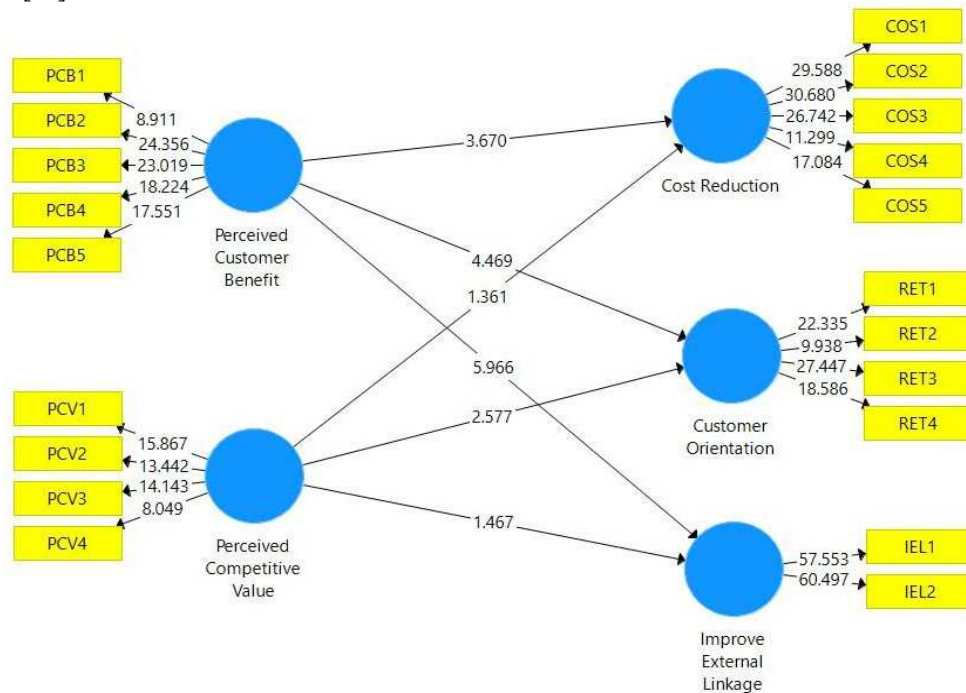 PCB1
PCB2
PCB3
PCB4
PCB5
8.911
24.356
23.019
18.224
17.551
Perceived
Customer
Benefit
PCV1
PCV2
PCV3
PCV4
15.867
13.442
14.143
8.049
Perceived
Competitive
Value
3.670
4.469
1.361
5.966
2.577
1.467
Cost Reduction
29.588
30.680
26.742
11.299
17.084
COS1
COS2
COS3
COS4
COS5
Customer
Orientation
22.335
9.938
27.447
18.586
RET1
RET2
RET3
RET4
Improve
External
Linkage
57.553
60.497
IEL1
IEL2